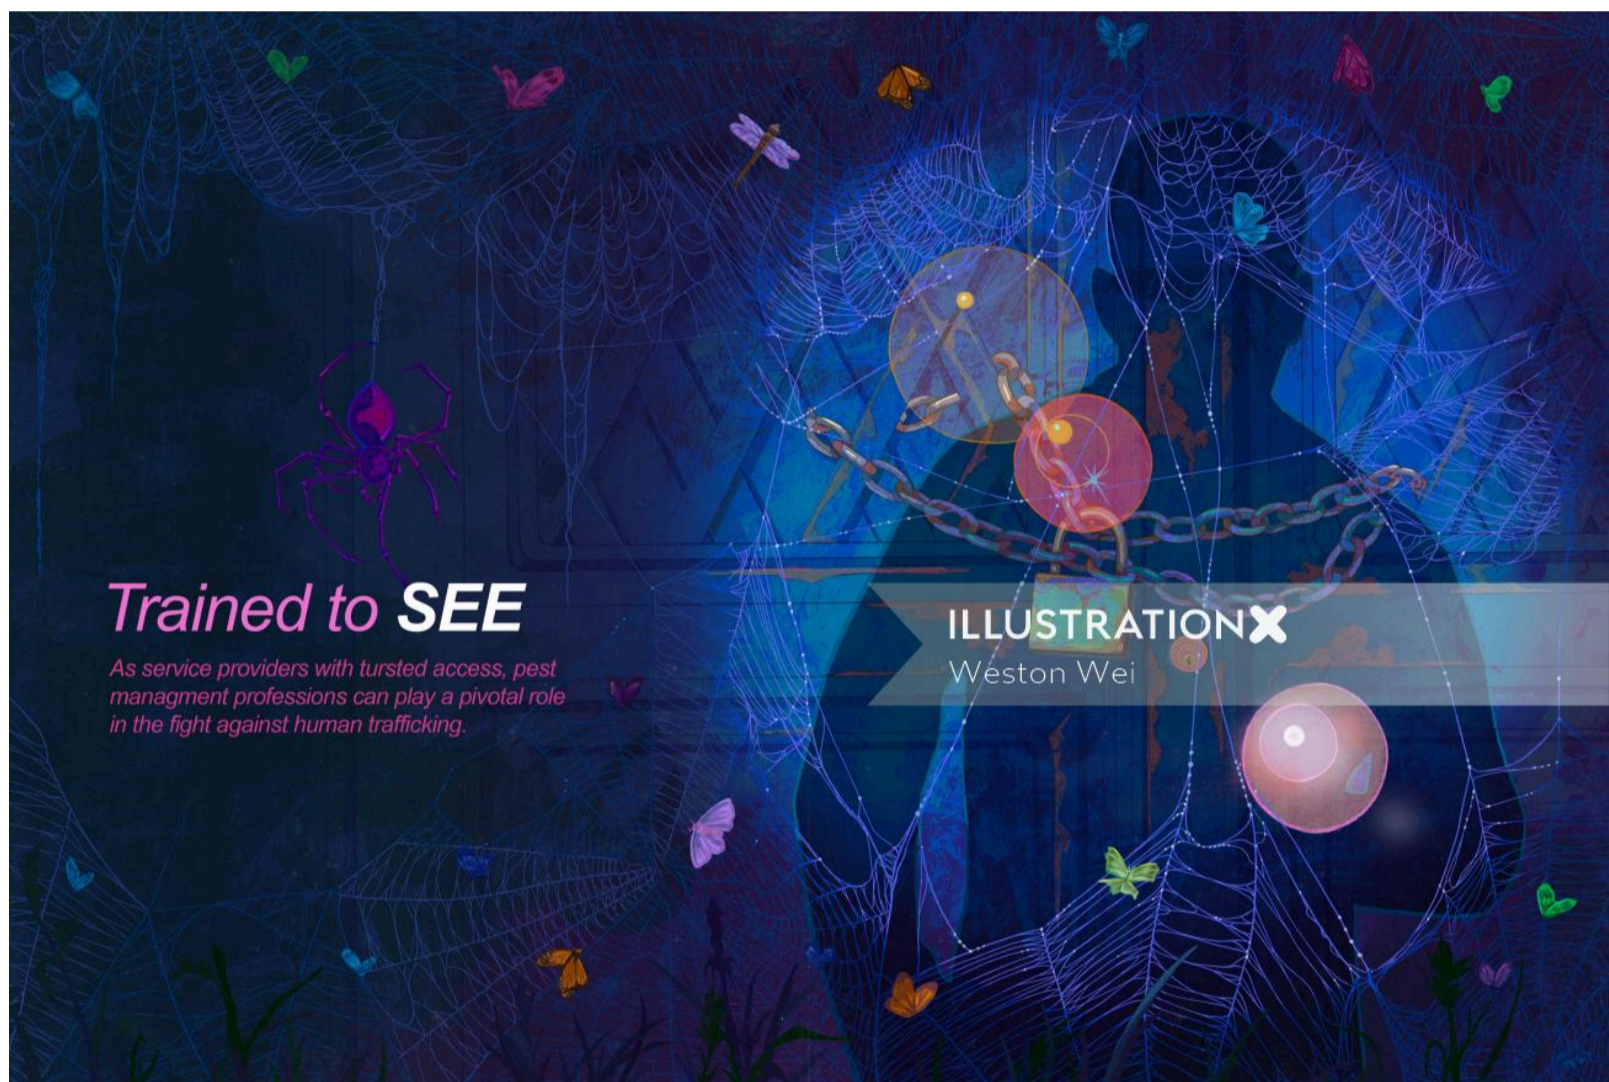 Trained to SEE
As service providers with tursted access, pest
managment professions can play a pivotal role
in the fight against human trafficking.
ILLUSTRATIONX
Weston Wei